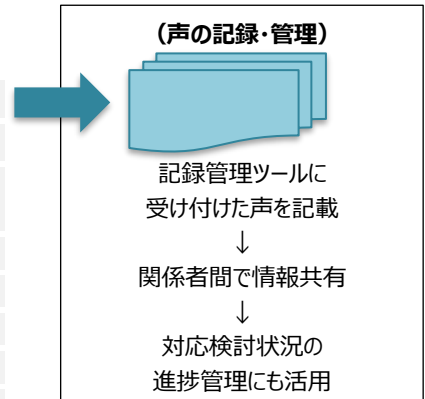 （声の記録・管理）
記録管理ツールに
受け付けた声を記載
↓
関係者間で情報共有
↓
対応検討状況の
進捗管理にも活用